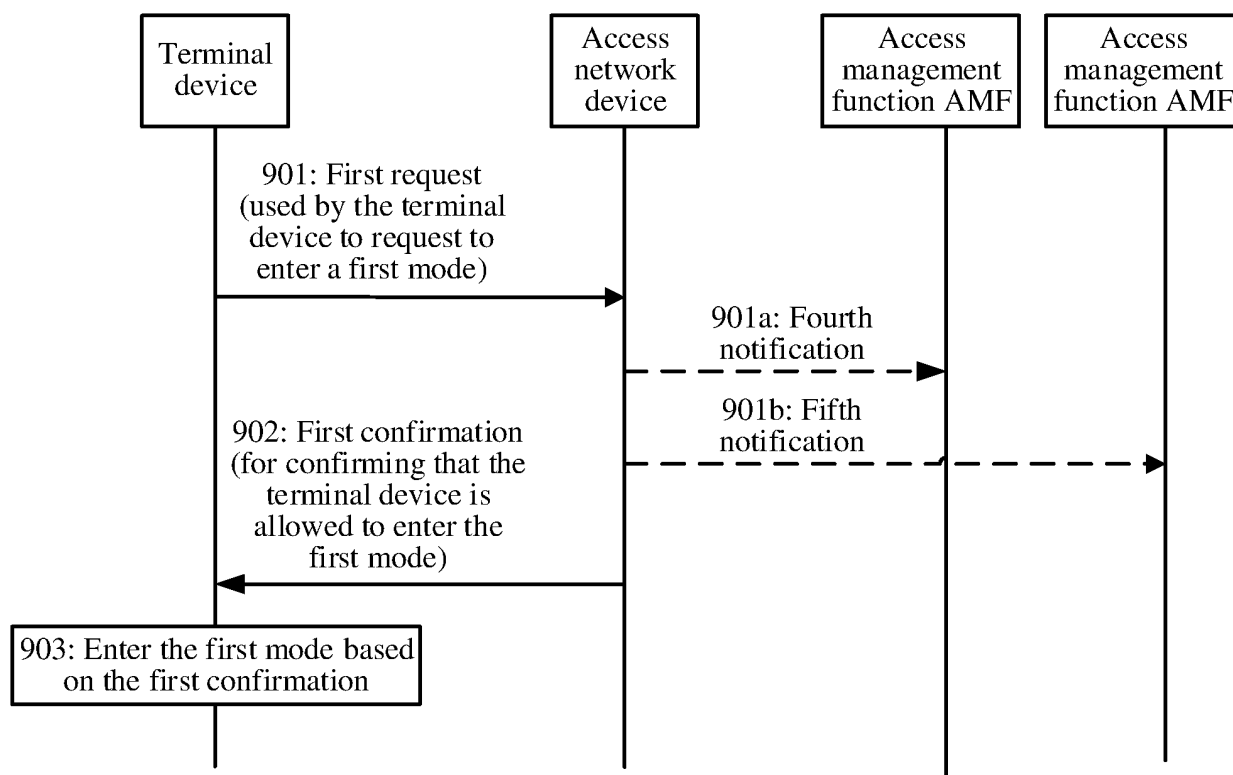 Terminal
device
Access
network
device
Access
management
function AMF
Access
management
function AMF
901: First request
(used by the terminal
device to request to
enter a first mode)
901a: Fourth
notification
901b: Fifth
notification
902: First confirmation
(for confirming that the
terminal device is
allowed to enter the
first mode)
903: Enter the first mode based
on the first confirmation